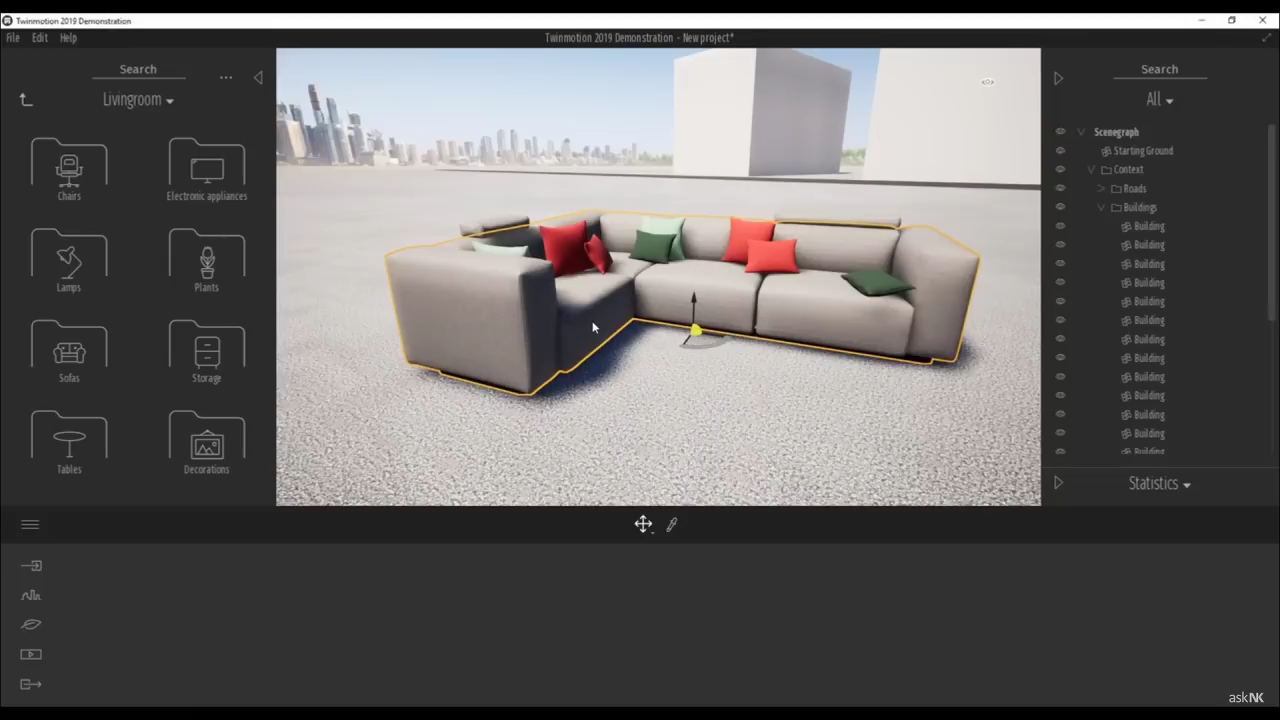 Twinmotion 2019 Demonstration
File Edit Help
Twinmotion 2019 Demonstration - New project*
Search
...
Livingroom
Chairs
Electronic appliances
Lamps
Plants
Sofas
Storage
Tables
Decorations
Search
All
Scenegraph
Starting Ground
Context
Roads
Buildings
Building
Building
Building
Building
Building
Building
Building
Building
Building
Building
Building
Building
Building
Statistics
askNK